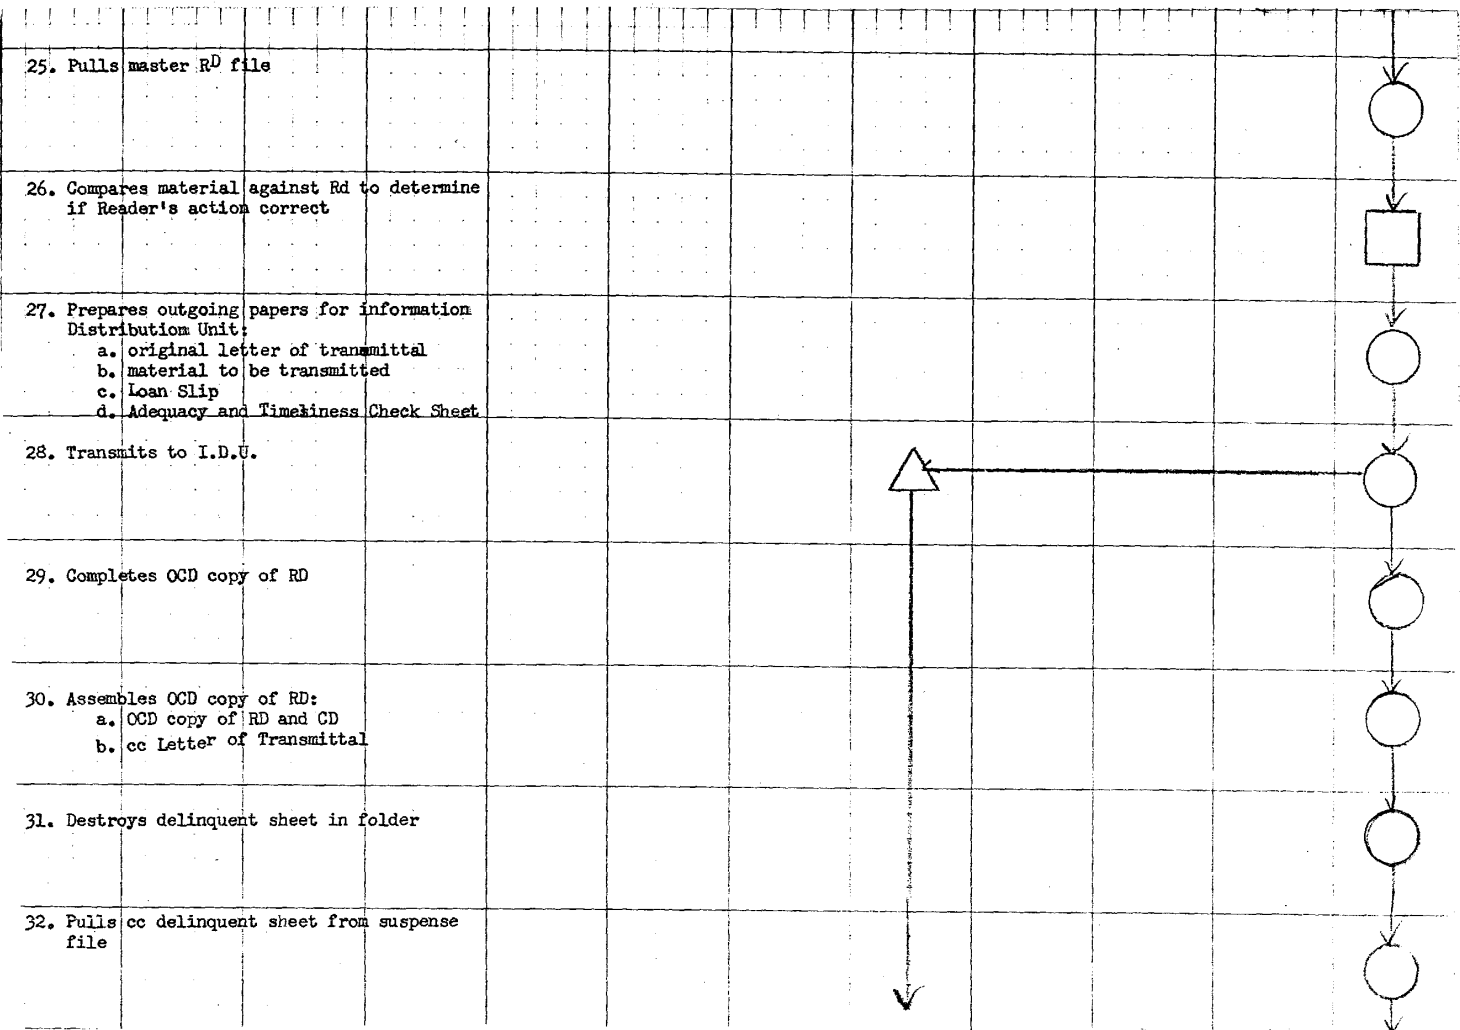 25. Pulls master RD file
26. Compares material against Rd to determine
if Reader's action correct
27. Prepares outgoing papers for information
Distribution Unit:
a. original letter of transmittal
b. material to be transmitted
c. Loan Slip
d. Adequacy and Timeliness Check Sheet
28. Transmits to I.D.U.
29. Completes OCD copy of RD
30. Assembles OCD copy of RD:
a. OCD copy of RD and CD
b. cc Letter of Transmittal
31. Destroys delinquent sheet in folder
32. Pulls cc delinquent sheet from suspense
file